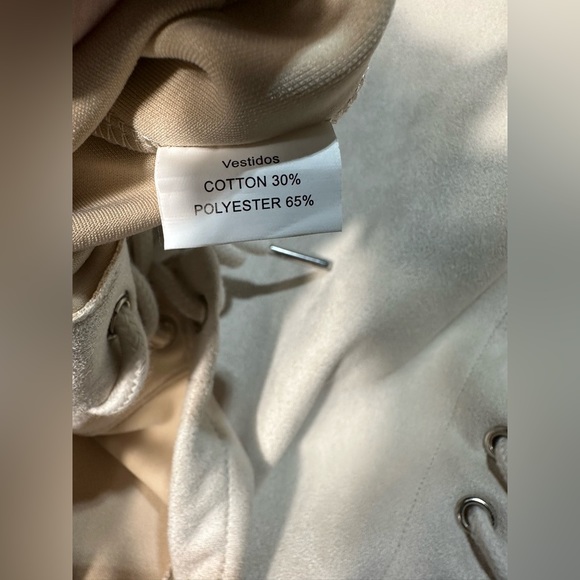 Vestidos
COTTON 30%
POLYESTER 65%